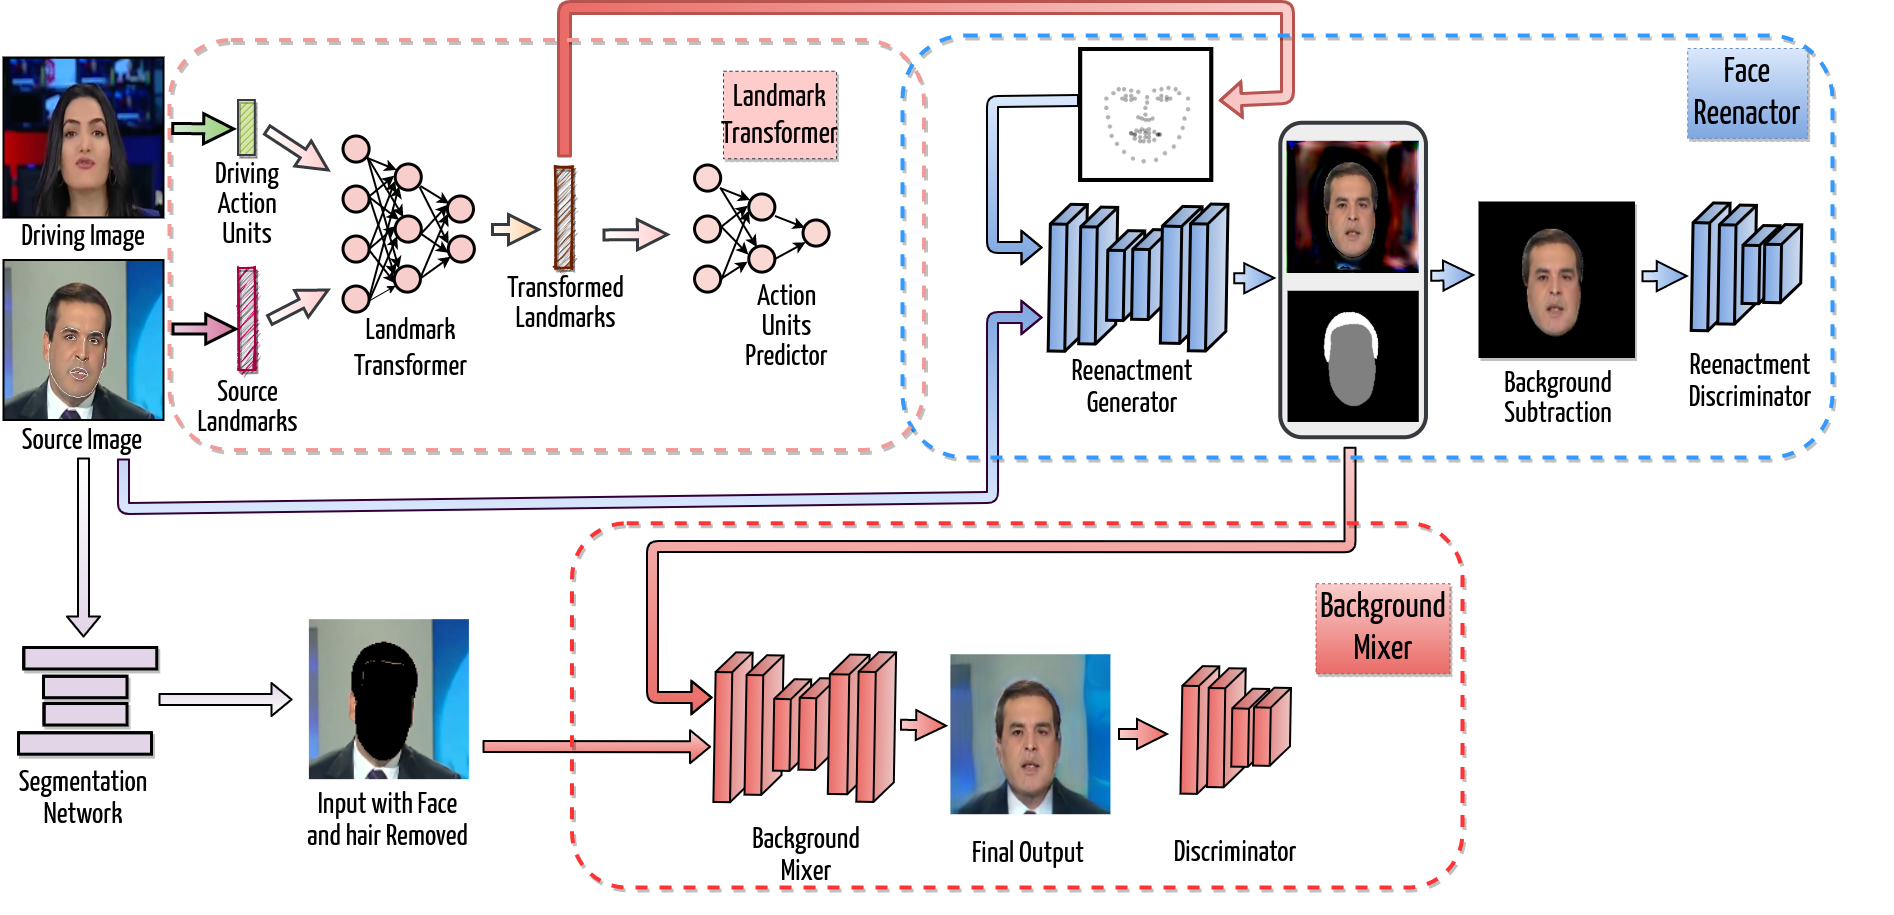 Driving Image
Source Image
Driving
Action
Units
Source
Landmarks
Landmark
Transformer
Transformed
Landmarks
Landmark
Transformer
Action
Units
Predictor
Face
Reenactor
Reenactment
Generator
Background
Subtraction
Reenactment
Discriminator
Segmentation
Network
Input with Face
and hair Removed
Background
Mixer
Background
Mixer
Final Output
Discriminator